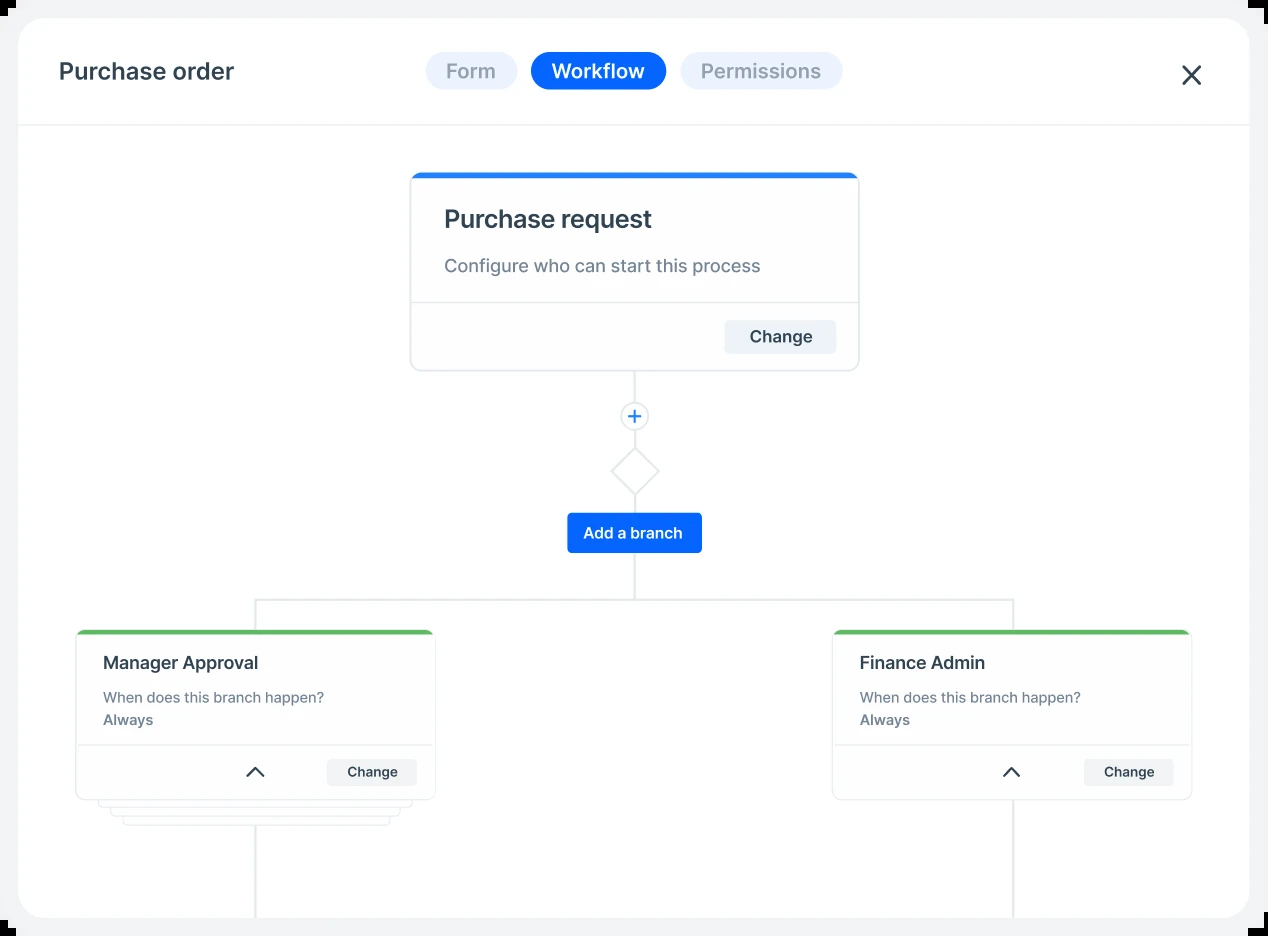 Purchase order
Form
Workflow
Permissions
Purchase request
Configure who can start this process
Change
Add a branch
Manager Approval
When does this branch happen?
Always
Change
Finance Admin
When does this branch happen?
Always
Change